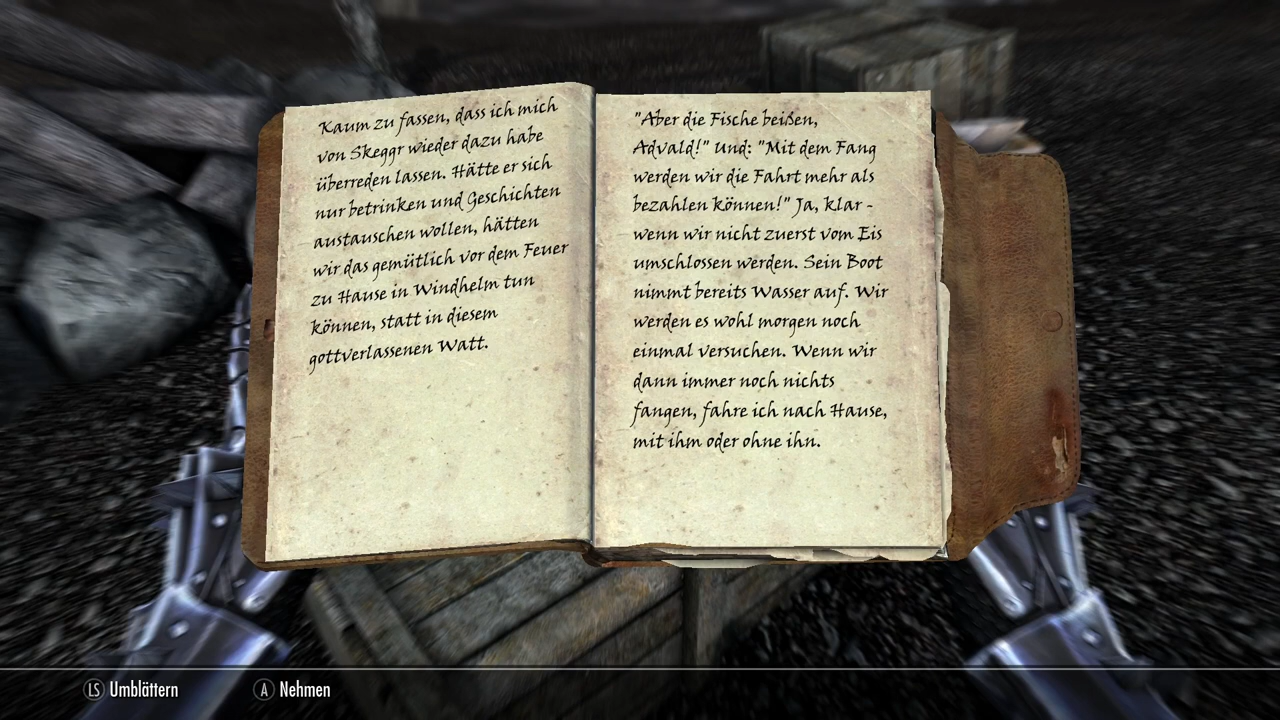 Kaum zu fassen, dass ich mich
von Skeggr wieder dazu habe
überreden lassen. Hätte er sich
nur betrinken und Geschichten
austauschen wollen, hätten
wir das gemütlich vor dem Feuer
zu Hause in Windhelm tun
können, statt in diesem
gottverlassenen Watt.
"Aber die Fische beißen,
Advald!" Und: "Mit dem Fang
werden wir die Fahrt mehr als
bezahlen können!" Ja, klar -
wenn wir nicht zuerst vom Eis
umschlossen werden. Sein Boot
nimmt bereits Wasser auf. Wir
werden es wohl morgen noch
einmal versuchen. Wenn wir
dann immer noch nichts
fangen, fahre ich nach Hause,
mit ihm oder ohne ihn.
LS Umblättern
A Nehmen